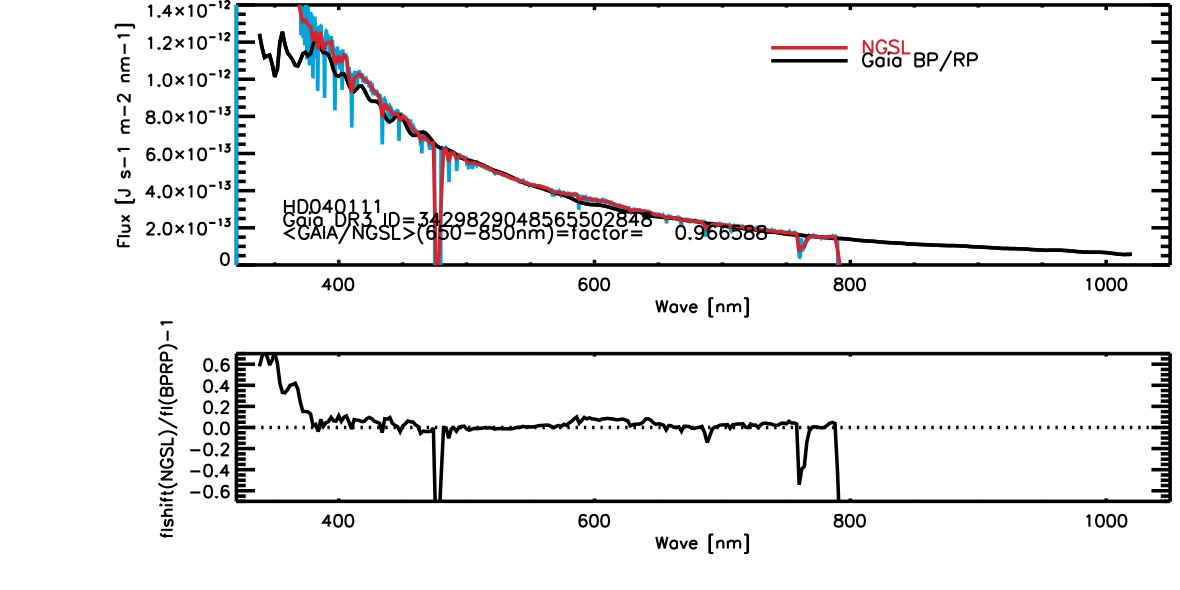 1.4×10−12
1.2×10−12
1.0×10−12
8.0×10−13
6.0×10−13
4.0×10−13
2.0×10−13
0
Flux [J s−1 m−2 nm−1]
NGSL
Gaia BP/RP
HD040111
Gaia DR3 ID=3429829048565502848
<GAIA/NGSL>(650−850nm)=factor= 0.966588
400 600 800 1000
Wave [nm]
flshift(NGSL)/fl(BPRP)−1
0.6
0.4
0.2
0.0
−0.2
−0.4
−0.6
400 600 800 1000
Wave [nm]